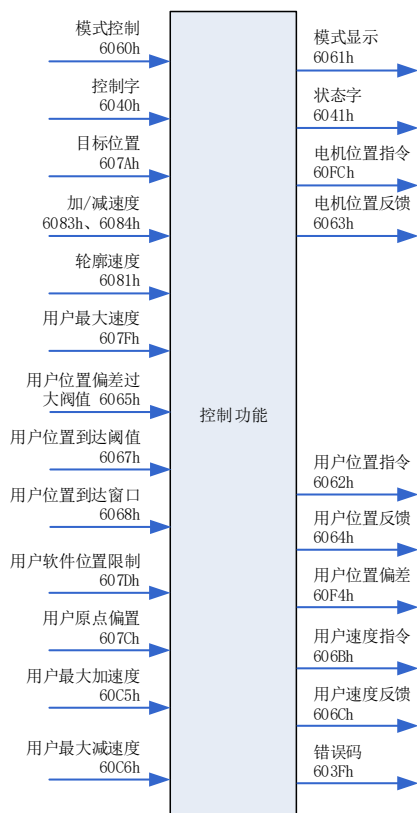 模式控制
6060h
控制字
6040h
目标位置
607Ah
加/减速度
6083h、6084h
轮廓速度
6081h
用户最大速度
607Fh
用户位置偏差过
大阀值 6065h
用户位置到达阈值
6067h
用户位置到达窗口
6068h
用户软件位置限制
607Dh
用户原点偏置
607Ch
用户最大加速度
60C5h
用户最大减速度
60C6h
控制功能
模式显示
6061h
状态字
6041h
电机位置指令
60FCh
电机位置反馈
6063h
用户位置指令
6062h
用户位置反馈
6064h
用户位置偏差
60F4h
用户速度指令
606Bh
用户速度反馈
606Ch
错误码
603Fh